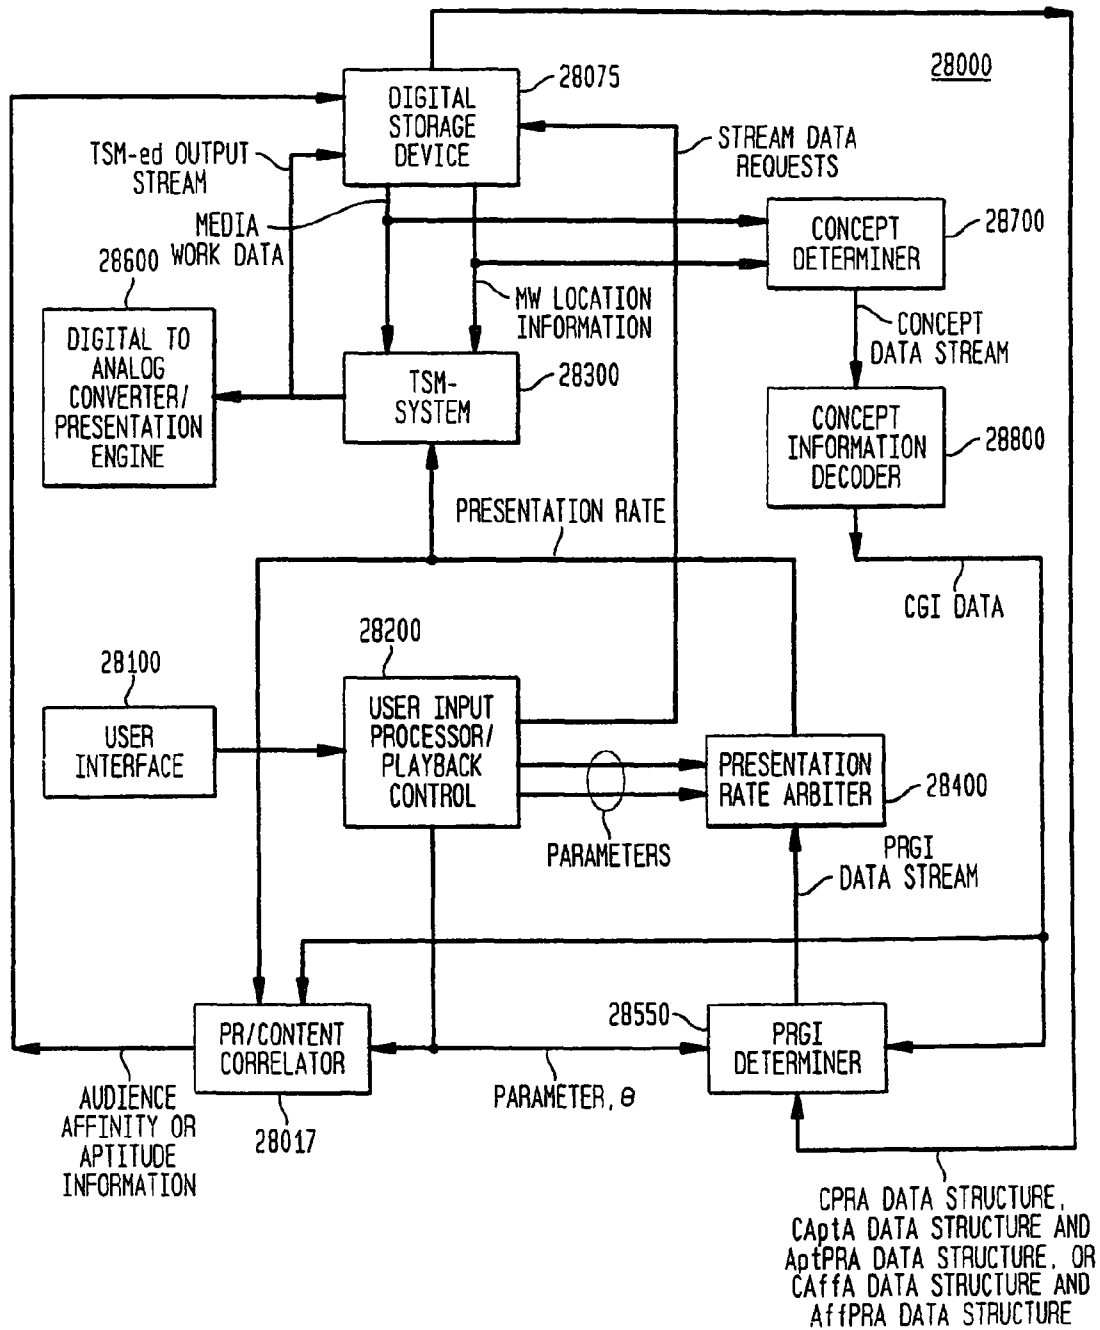 28000
28075
DIGITAL
STORAGE
DEVICE
STREAM DATA
REQUESTS
TSM-ed OUTPUT
STREAM
MEDIA
WORK DATA
28700
CONCEPT
DETERMINER
28600
MW LOCATION
INFORMATION
CONCEPT
DATA STREAM
DIGITAL TO
ANALOG
CONVERTER/
PRESENTATION
ENGINE
TSM-
SYSTEM
28300
CONCEPT
INFORMATION
DECODER
28800
PRESENTATION RATE
CGI DATA
28200
28100
USER
INTERFACE
USER INPUT
PROCESSOR/
PLAYBACK
CONTROL
PRESENTATION
RATE ARBITER
28400
PARAMETERS
PRGI
DATA STREAM
28550
PR/CONTENT
CORRELATOR
PRGI
DETERMINER
PARAMETER, θ
28017
AUDIENCE
AFFINITY OR
APTITUDE
INFORMATION
CPRA DATA STRUCTURE,
CAptA DATA STRUCTURE AND
AptPRA DATA STRUCTURE, OR
CAffA DATA STRUCTURE AND
AffPRA DATA STRUCTURE